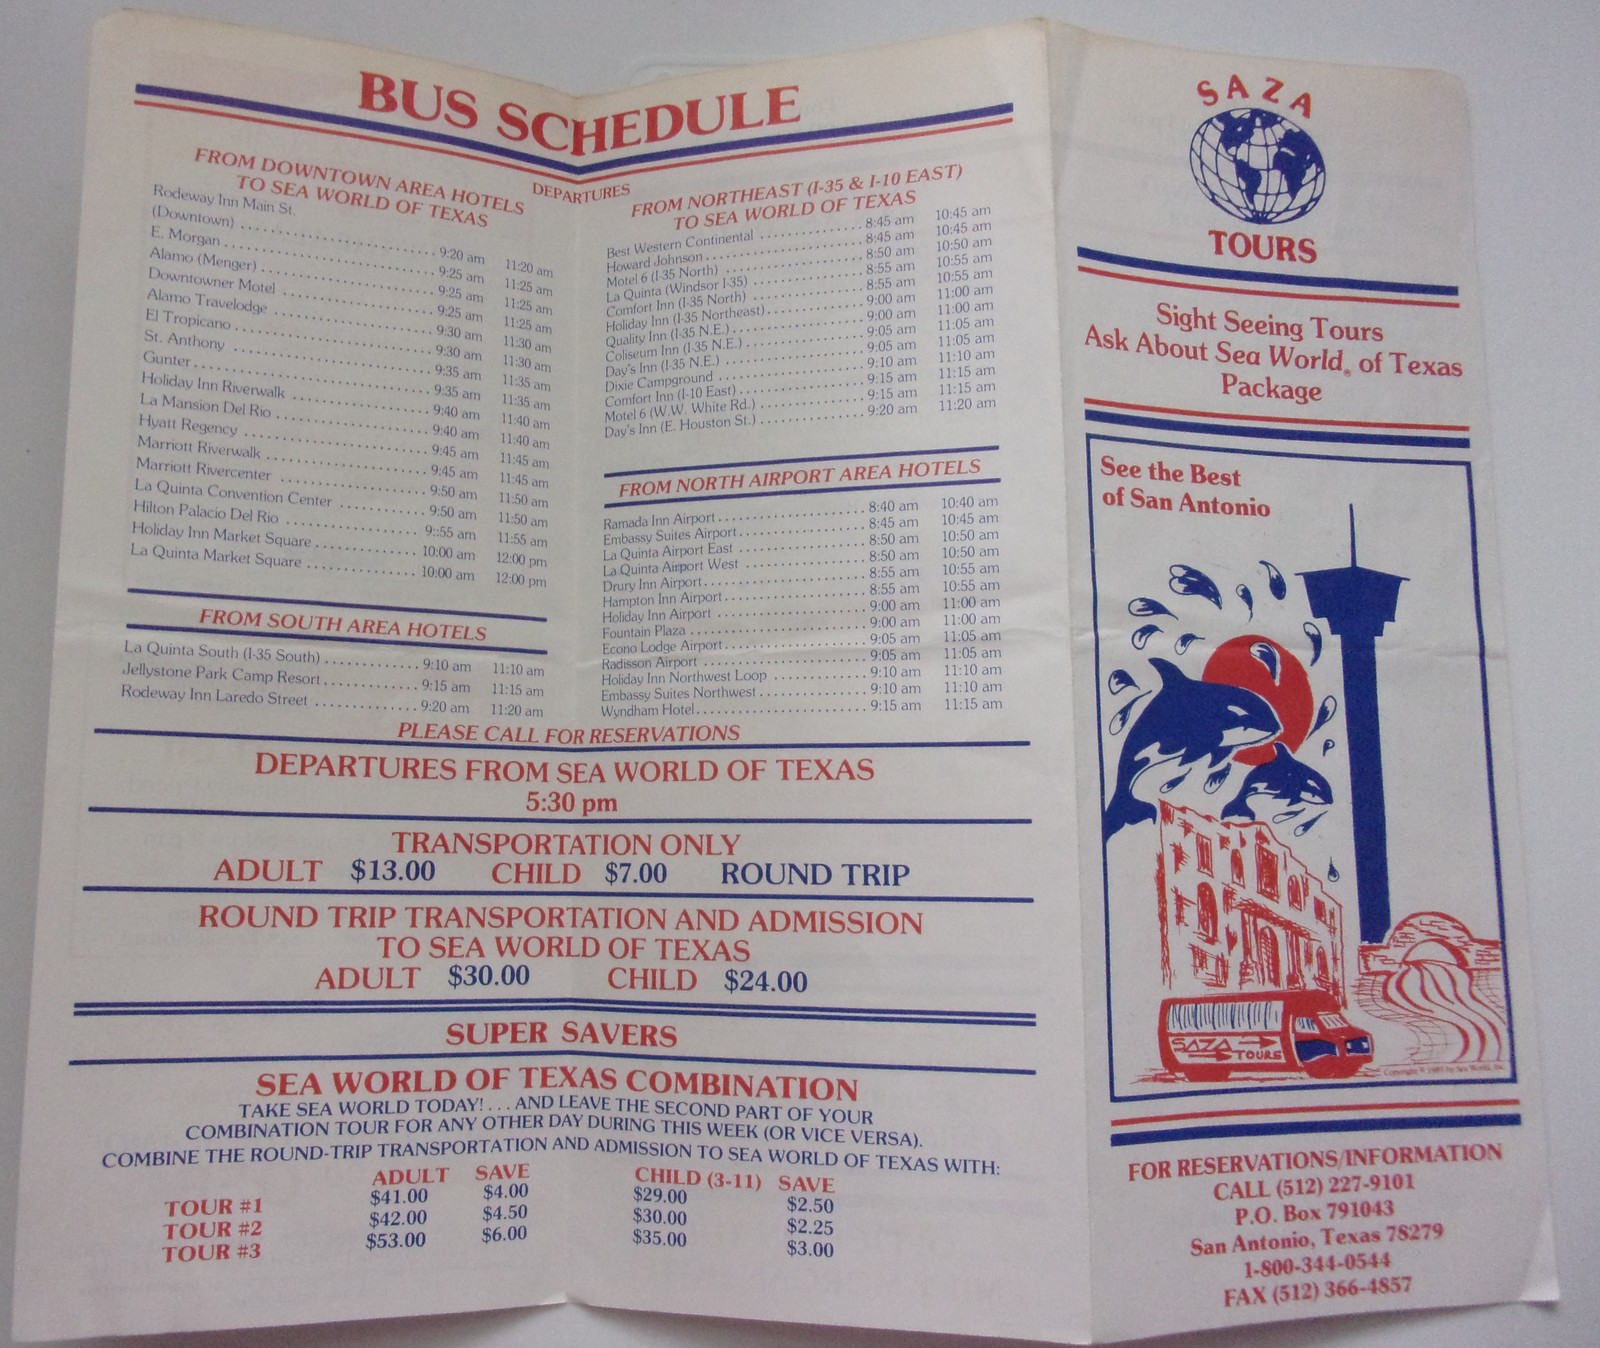 BUS SCHEDULE
DEPARTURES
FROM DOWNTOWN AREA HOTELS
TO SEA WORLD OF TEXAS
Rodeway Inn Main St.
(Downtown) 9:20 am 11:20 am
E. Morgan 9:25 am 11:25 am
Alamo (Menger) 9:25 am 11:25 am
Downtowner Motel 9:25 am 11:25 am
Alamo Travelodge 9:30 am 11:30 am
El Tropicano 9:30 am 11:30 am
St. Anthony 9:35 am 11:35 am
Gunter 9:35 am 11:35 am
Holiday Inn Riverwalk 9:40 am 11:40 am
La Mansion Del Rio 9:40 am 11:40 am
Hyatt Regency 9:45 am 11:45 am
Marriott Riverwalk 9:45 am 11:45 am
Marriott Rivercenter 9:50 am 11:50 am
La Quinta Convention Center 9:50 am 11:50 am
Hilton Palacio Del Rio 9::55 am 11:55 am
Holiday Inn Market Square 10:00 am 12:00 pm
La Quinta Market Square 10:00 am 12:00 pm
FROM SOUTH AREA HOTELS
La Quinta South (I-35 South) 9:10 am 11:10 am
Jellystone Park Camp Resort 9:15 am 11:15 am
Rodeway Inn Laredo Street 9:20 am 11:20 am
FROM NORTHEAST (I-35 & I-10 EAST)
TO SEA WORLD OF TEXAS
Best Western Continental 8:45 am 10:45 am
Howard Johnson 8:45 am 10:45 am
Motel 6 (I-35 North) 8:50 am 10:50 am
La Quinta (Windsor I-35) 8:55 am 10:55 am
Comfort Inn (I-35 North) 8:55 am 10:55 am
Holiday Inn (I-35 Northeast) 9:00 am 11:00 am
Quality Inn (I-35 N.E.) 9:00 am 11:00 am
Coliseum Inn (I-35 N.E.) 9:05 am 11:05 am
Day's Inn (I-35 N.E.) 9:05 am 11:05 am
Dixie Campground 9:10 am 11:10 am
Comfort Inn (I-10 East) 9:15 am 11:15 am
Motel 6 (W.W. White Rd.) 9:15 am 11:15 am
Day's Inn (E. Houston St.) 9:20 am 11:20 am
FROM NORTH AIRPORT AREA HOTELS
Ramada Inn Airport 8:40 am 10:40 am
Embassy Suites Airport 8:45 am 10:45 am
La Quinta Airport East 8:50 am 10:50 am
La Quinta Airport West 8:50 am 10:50 am
Drury Inn Airport 8:55 am 10:55 am
Hampton Inn Airport 8:55 am 10:55 am
Holiday Inn Airport 9:00 am 11:00 am
Fountain Plaza 9:00 am 11:00 am
Econo Lodge Airport 9:05 am 11:05 am
Radisson Airport 9:05 am 11:05 am
Holiday Inn Northwest Loop 9:10 am 11:10 am
Embassy Suites Northwest 9:10 am 11:10 am
Wyndham Hotel 9:15 am 11:15 am
PLEASE CALL FOR RESERVATIONS
DEPARTURES FROM SEA WORLD OF TEXAS
5:30 pm
TRANSPORTATION ONLY
ADULT $13.00 CHILD $7.00 ROUND TRIP
ROUND TRIP TRANSPORTATION AND ADMISSION
TO SEA WORLD OF TEXAS
ADULT $30.00 CHILD $24.00
SUPER SAVERS
SEA WORLD OF TEXAS COMBINATION
TAKE SEA WORLD TODAY! . . . AND LEAVE THE SECOND PART OF YOUR
COMBINATION TOUR FOR ANY OTHER DAY DURING THIS WEEK (OR VICE VERSA).
COMBINE THE ROUND-TRIP TRANSPORTATION AND ADMISSION TO SEA WORLD OF TEXAS WITH:
ADULT SAVE CHILD (3-11) SAVE
TOUR #1 $41.00 $4.00 $29.00 $2.50
TOUR #2 $42.00 $4.50 $30.00 $2.25
TOUR #3 $53.00 $6.00 $35.00 $3.00
SAZA
TOURS
Sight Seeing Tours
Ask About Sea World® of Texas
Package
See the Best
of San Antonio
SAZA
TOURS
Copyright © by Sea World, Inc.
FOR RESERVATIONS/INFORMATION
CALL (512) 227-9101
P.O. Box 791043
San Antonio, Texas 78279
1-800-344-0544
FAX (512) 366-4857